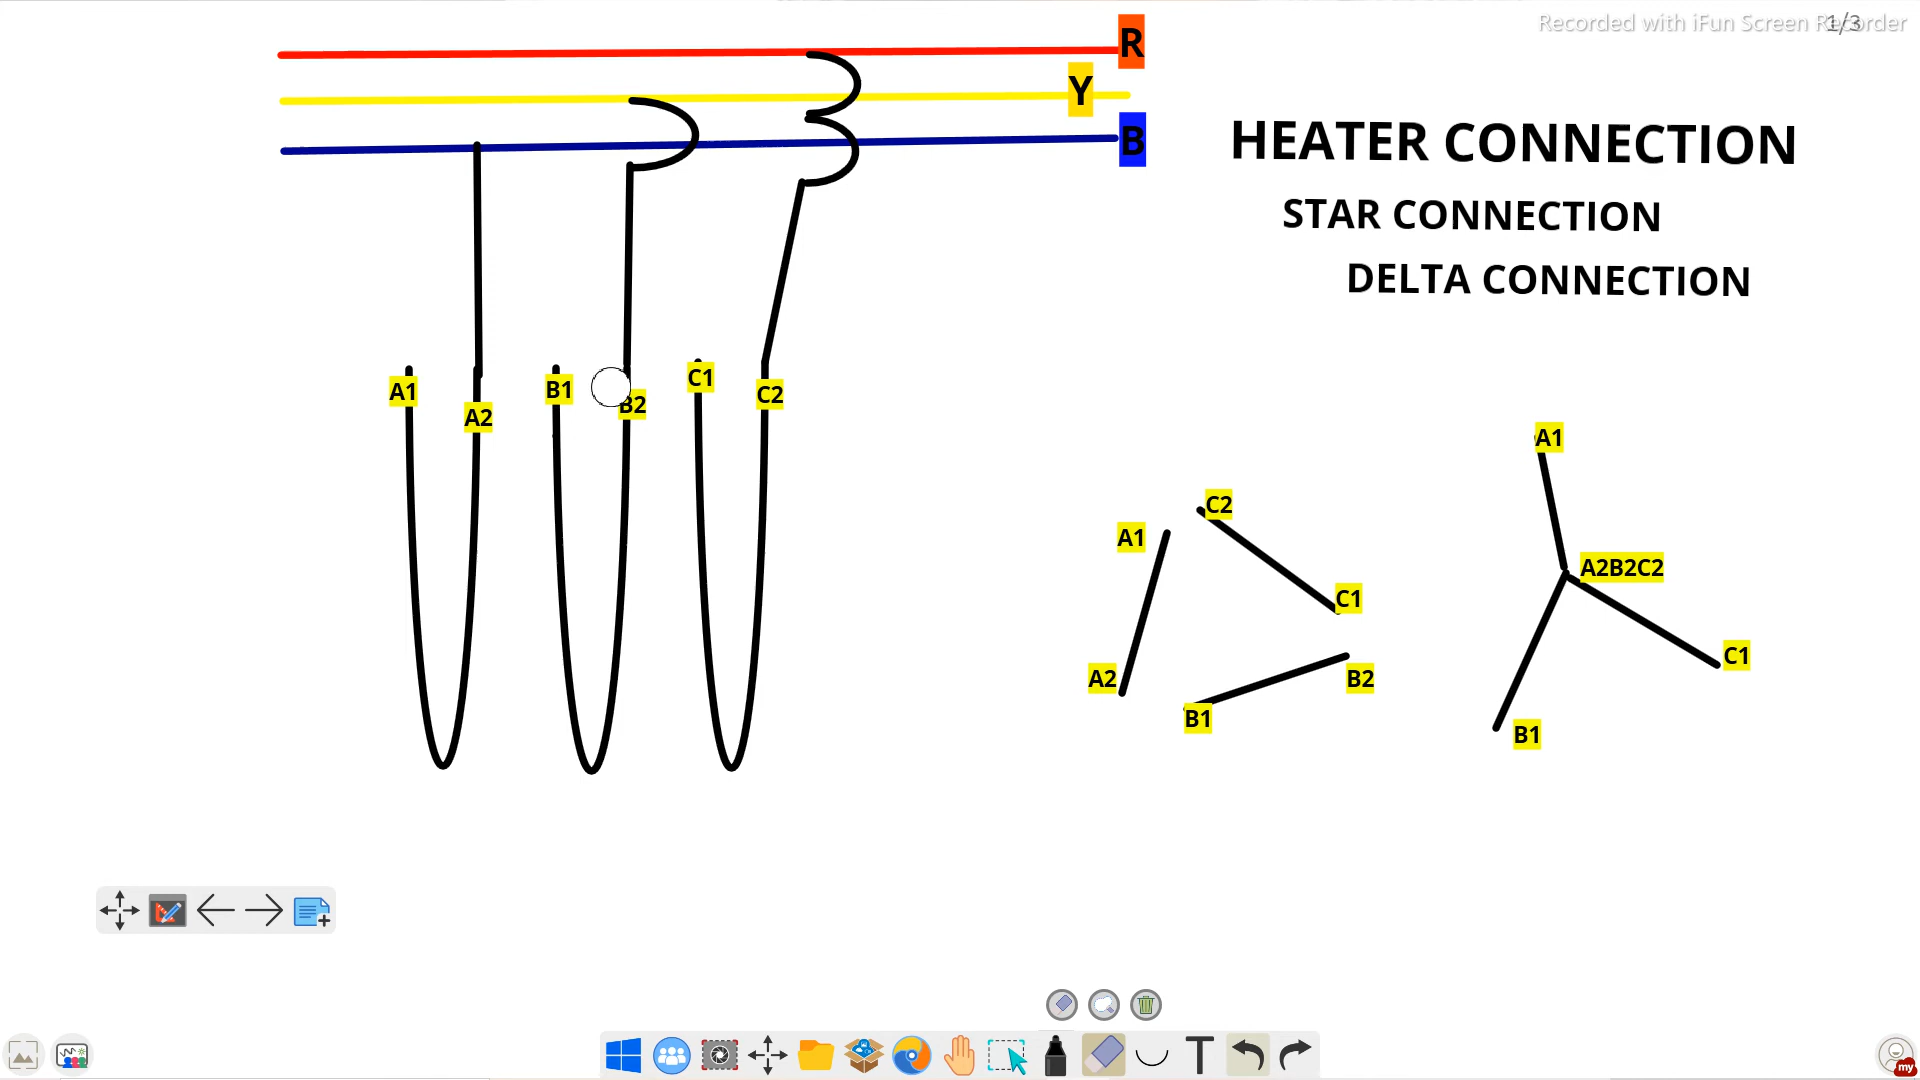 Recorded with iFun Screen Recorder
1/3
R
Y
B
HEATER CONNECTION
STAR CONNECTION
DELTA CONNECTION
A1
A2
B1
B2
C1
C2
C2
A1
C1
A2
B2
B1
A1
A2B2C2
C1
B1
my